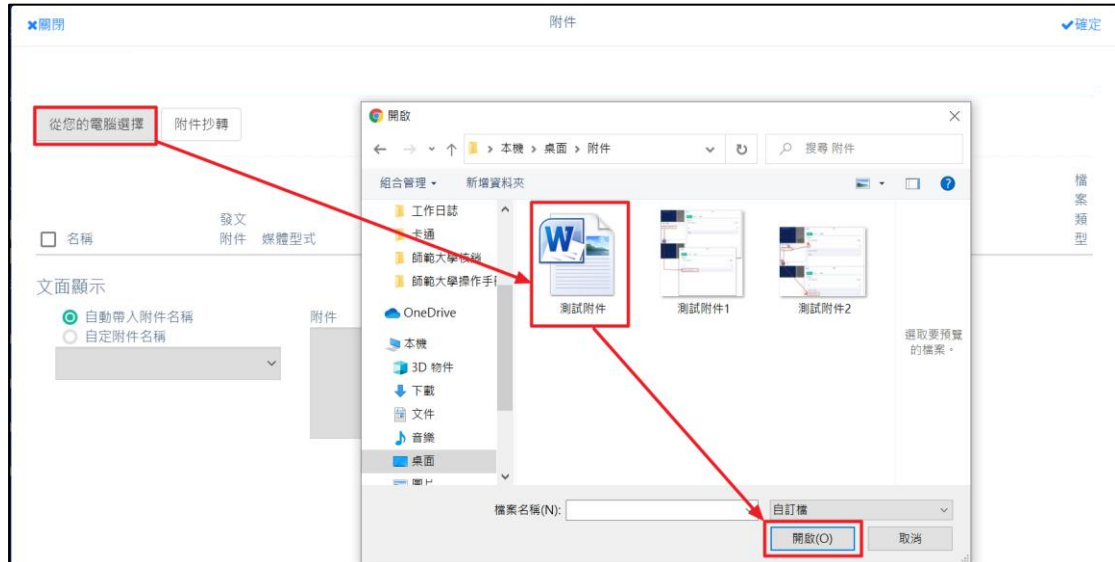 ✖關閉
附件
✔確定
從您的電腦選擇
附件抄轉
名稱
發文
附件
媒體型式
檔
案
類
型
文面顯示
自動帶入附件名稱
自定附件名稱
附件
開啟
本機 › 桌面 › 附件
搜尋 附件
組合管理
新增資料夾
工作日誌
卡通
師範大學核銷
師範大學操作手
OneDrive
本機
3D 物件
下載
文件
音樂
桌面
測試附件
測試附件1
測試附件2
選取要預覽
的檔案。
檔案名稱(N):
自訂檔
開啟(O)
取消